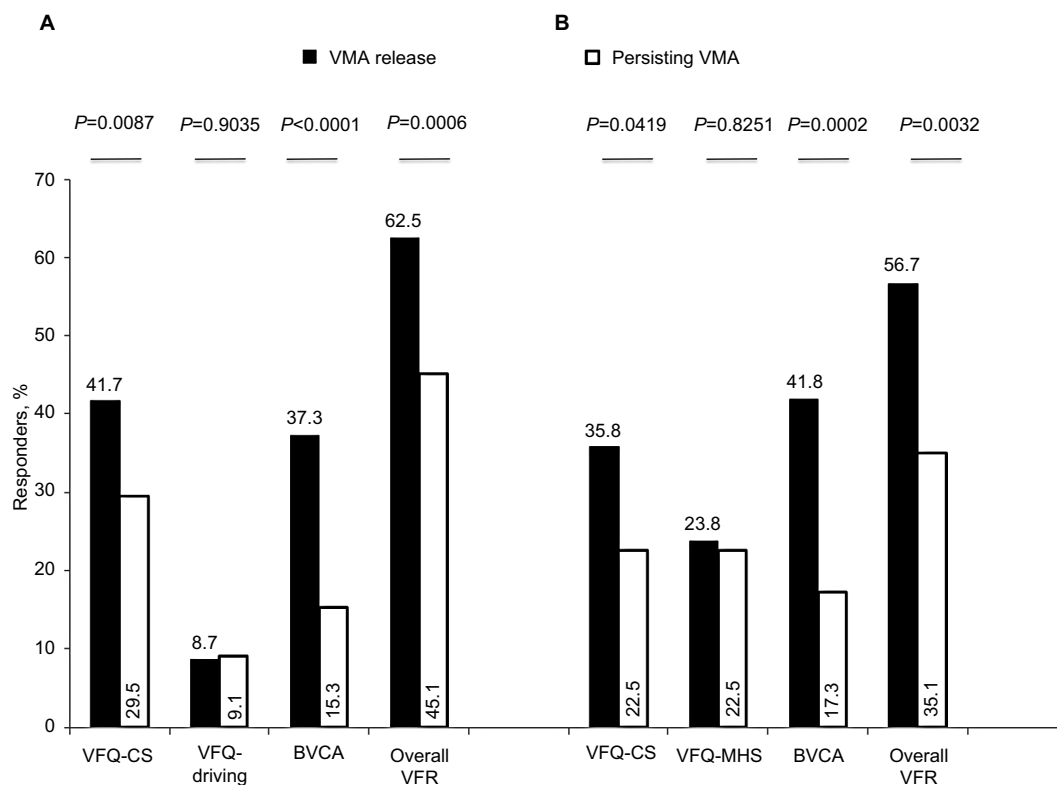 A
B
VMA release
Persisting VMA
P=0.0087
P=0.9035
P<0.0001
P=0.0006
P=0.0419
P=0.8251
P=0.0002
P=0.0032
Responders, %
70
60
50
40
30
20
10
0
41.7
29.5
8.7
9.1
37.3
15.3
62.5
45.1
35.8
22.5
23.8
22.5
41.8
17.3
56.7
35.1
VFQ-CS
VFQ-
driving
BVCA
Overall
VFR
VFQ-CS
VFQ-MHS
BVCA
Overall
VFR